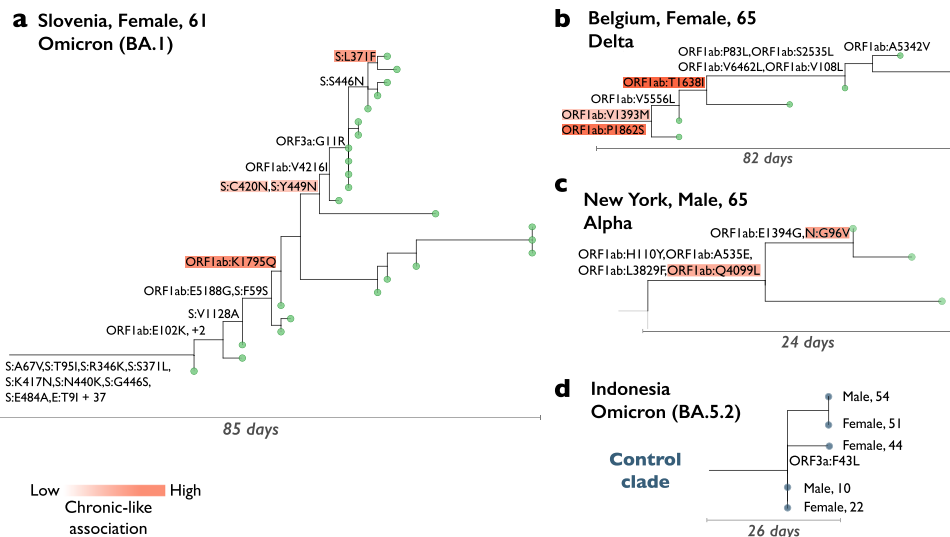 a Slovenia, Female, 61
Omicron (BA.1)
S:L371F
S:S446N
ORF3a:G11R
ORF1ab:V4216I
S:C420N,S:Y449N
ORF1ab:K1795Q
ORF1ab:E5188G,S:F59S
S:V1128A
ORF1ab:E102K, +2
S:A67V,S:T95I,S:R346K,S:S371L,
S:K417N,S:N440K,S:G446S,
S:E484A,E:T9I + 37
85 days
Low High
Chronic-like
association
b Belgium, Female, 65
Delta
ORF1ab:A5342V
ORF1ab:P83L,ORF1ab:S2535L
ORF1ab:V6462L,ORF1ab:V108L
ORF1ab:T1638I
ORF1ab:V5556L
ORF1ab:V1393M
ORF1ab:P1862S
82 days
c
New York, Male, 65
Alpha
ORF1ab:E1394G,N:G96V
ORF1ab:H110Y,ORF1ab:A535E,
ORF1ab:L3829F,ORF1ab:Q4099L
24 days
d Indonesia
Omicron (BA.5.2)
Control
clade
Male, 54
Female, 51
Female, 44
ORF3a:F43L
Male, 10
Female, 22
26 days